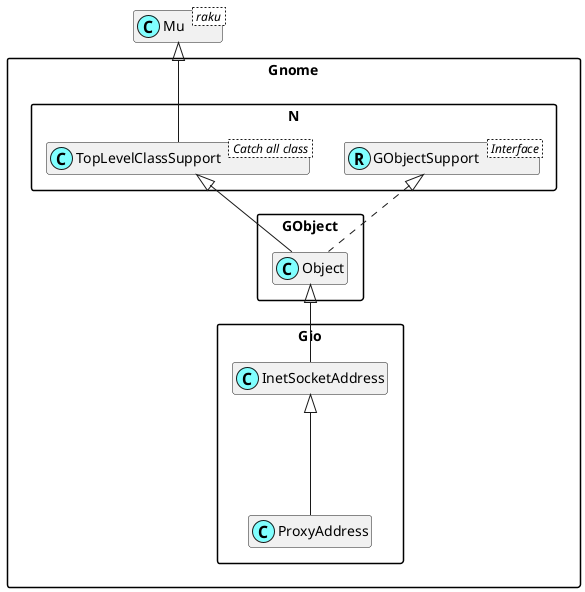 raku
C Mu
Gnome
N
Catch all class
C TopLevelClassSupport
Interface
R GObjectSupport
GObject
C Object
Gio
C InetSocketAddress
C ProxyAddress